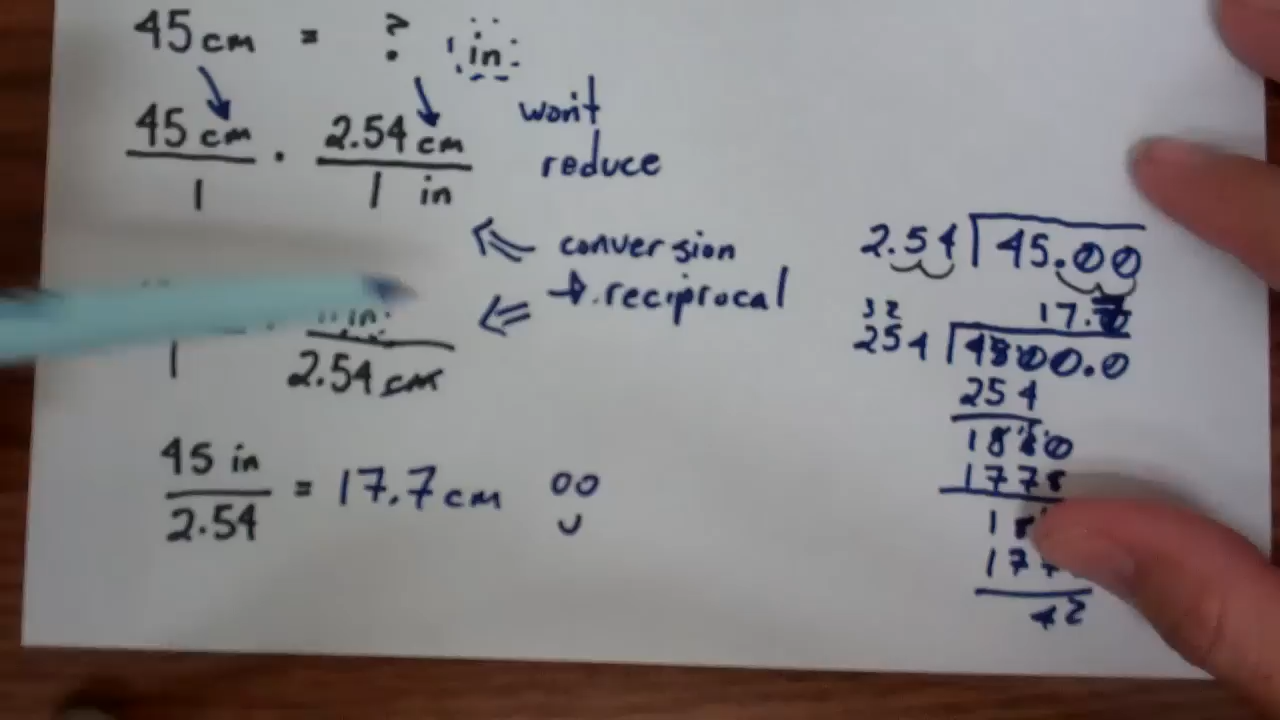 45 cm = ? in
45 cm · 2.54 cm
1 1 in
won't
reduce
conversion
reciprocal
in
1 2.54 cm
45 in = 17.7 cm
2.54
2.54 45.00
3 2 17.7
254 4500.0
254
1778
42